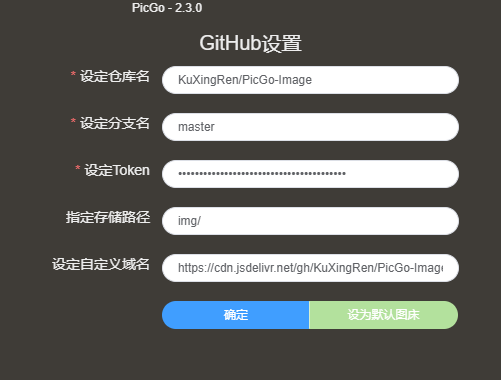 PicGo - 2.3.0
GitHub设置
* 设定仓库名 KuXingRen/PicGo-Image
* 设定分支名 master
* 设定Token ••••••••••••••••••••••••••••••••••••••••
指定存储路径 img/
设定自定义域名 https://cdn.jsdelivr.net/gh/KuXingRen/PicGo-Image
确定 设为默认图床